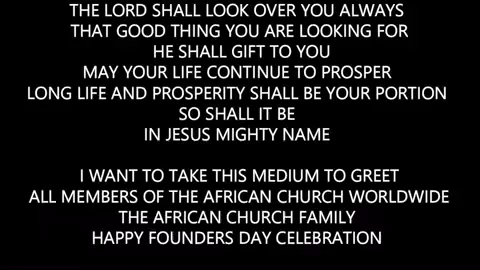 THE LORD SHALL LOOK OVER YOU ALWAYS
THAT GOOD THING YOU ARE LOOKING FOR
HE SHALL GIFT TO YOU
MAY YOUR LIFE CONTINUE TO PROSPER
LONG LIFE AND PROSPERITY SHALL BE YOUR PORTION
SO SHALL IT BE
IN JESUS MIGHTY NAME
I WANT TO TAKE THIS MEDIUM TO GREET
ALL MEMBERS OF THE AFRICAN CHURCH WORLDWIDE
THE AFRICAN CHURCH FAMILY
HAPPY FOUNDERS DAY CELEBRATION